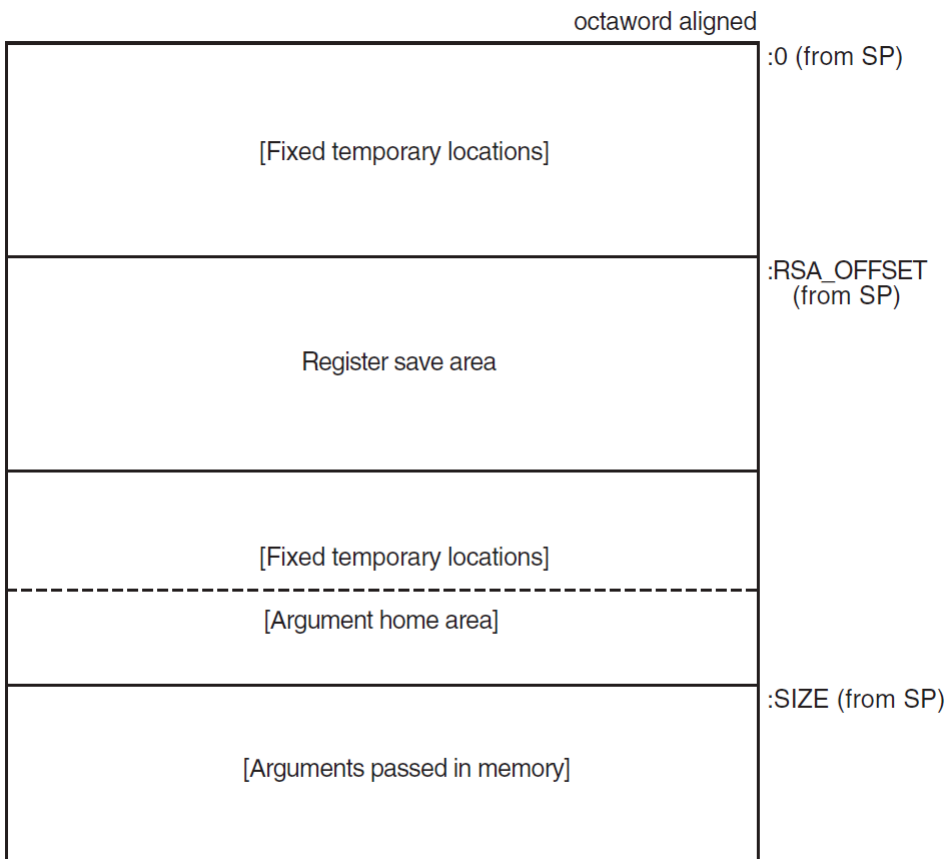 octaword aligned
:0 (from SP)
[Fixed temporary locations]
:RSA_OFFSET
(from SP)
Register save area
[Fixed temporary locations]
[Argument home area]
:SIZE (from SP)
[Arguments passed in memory]